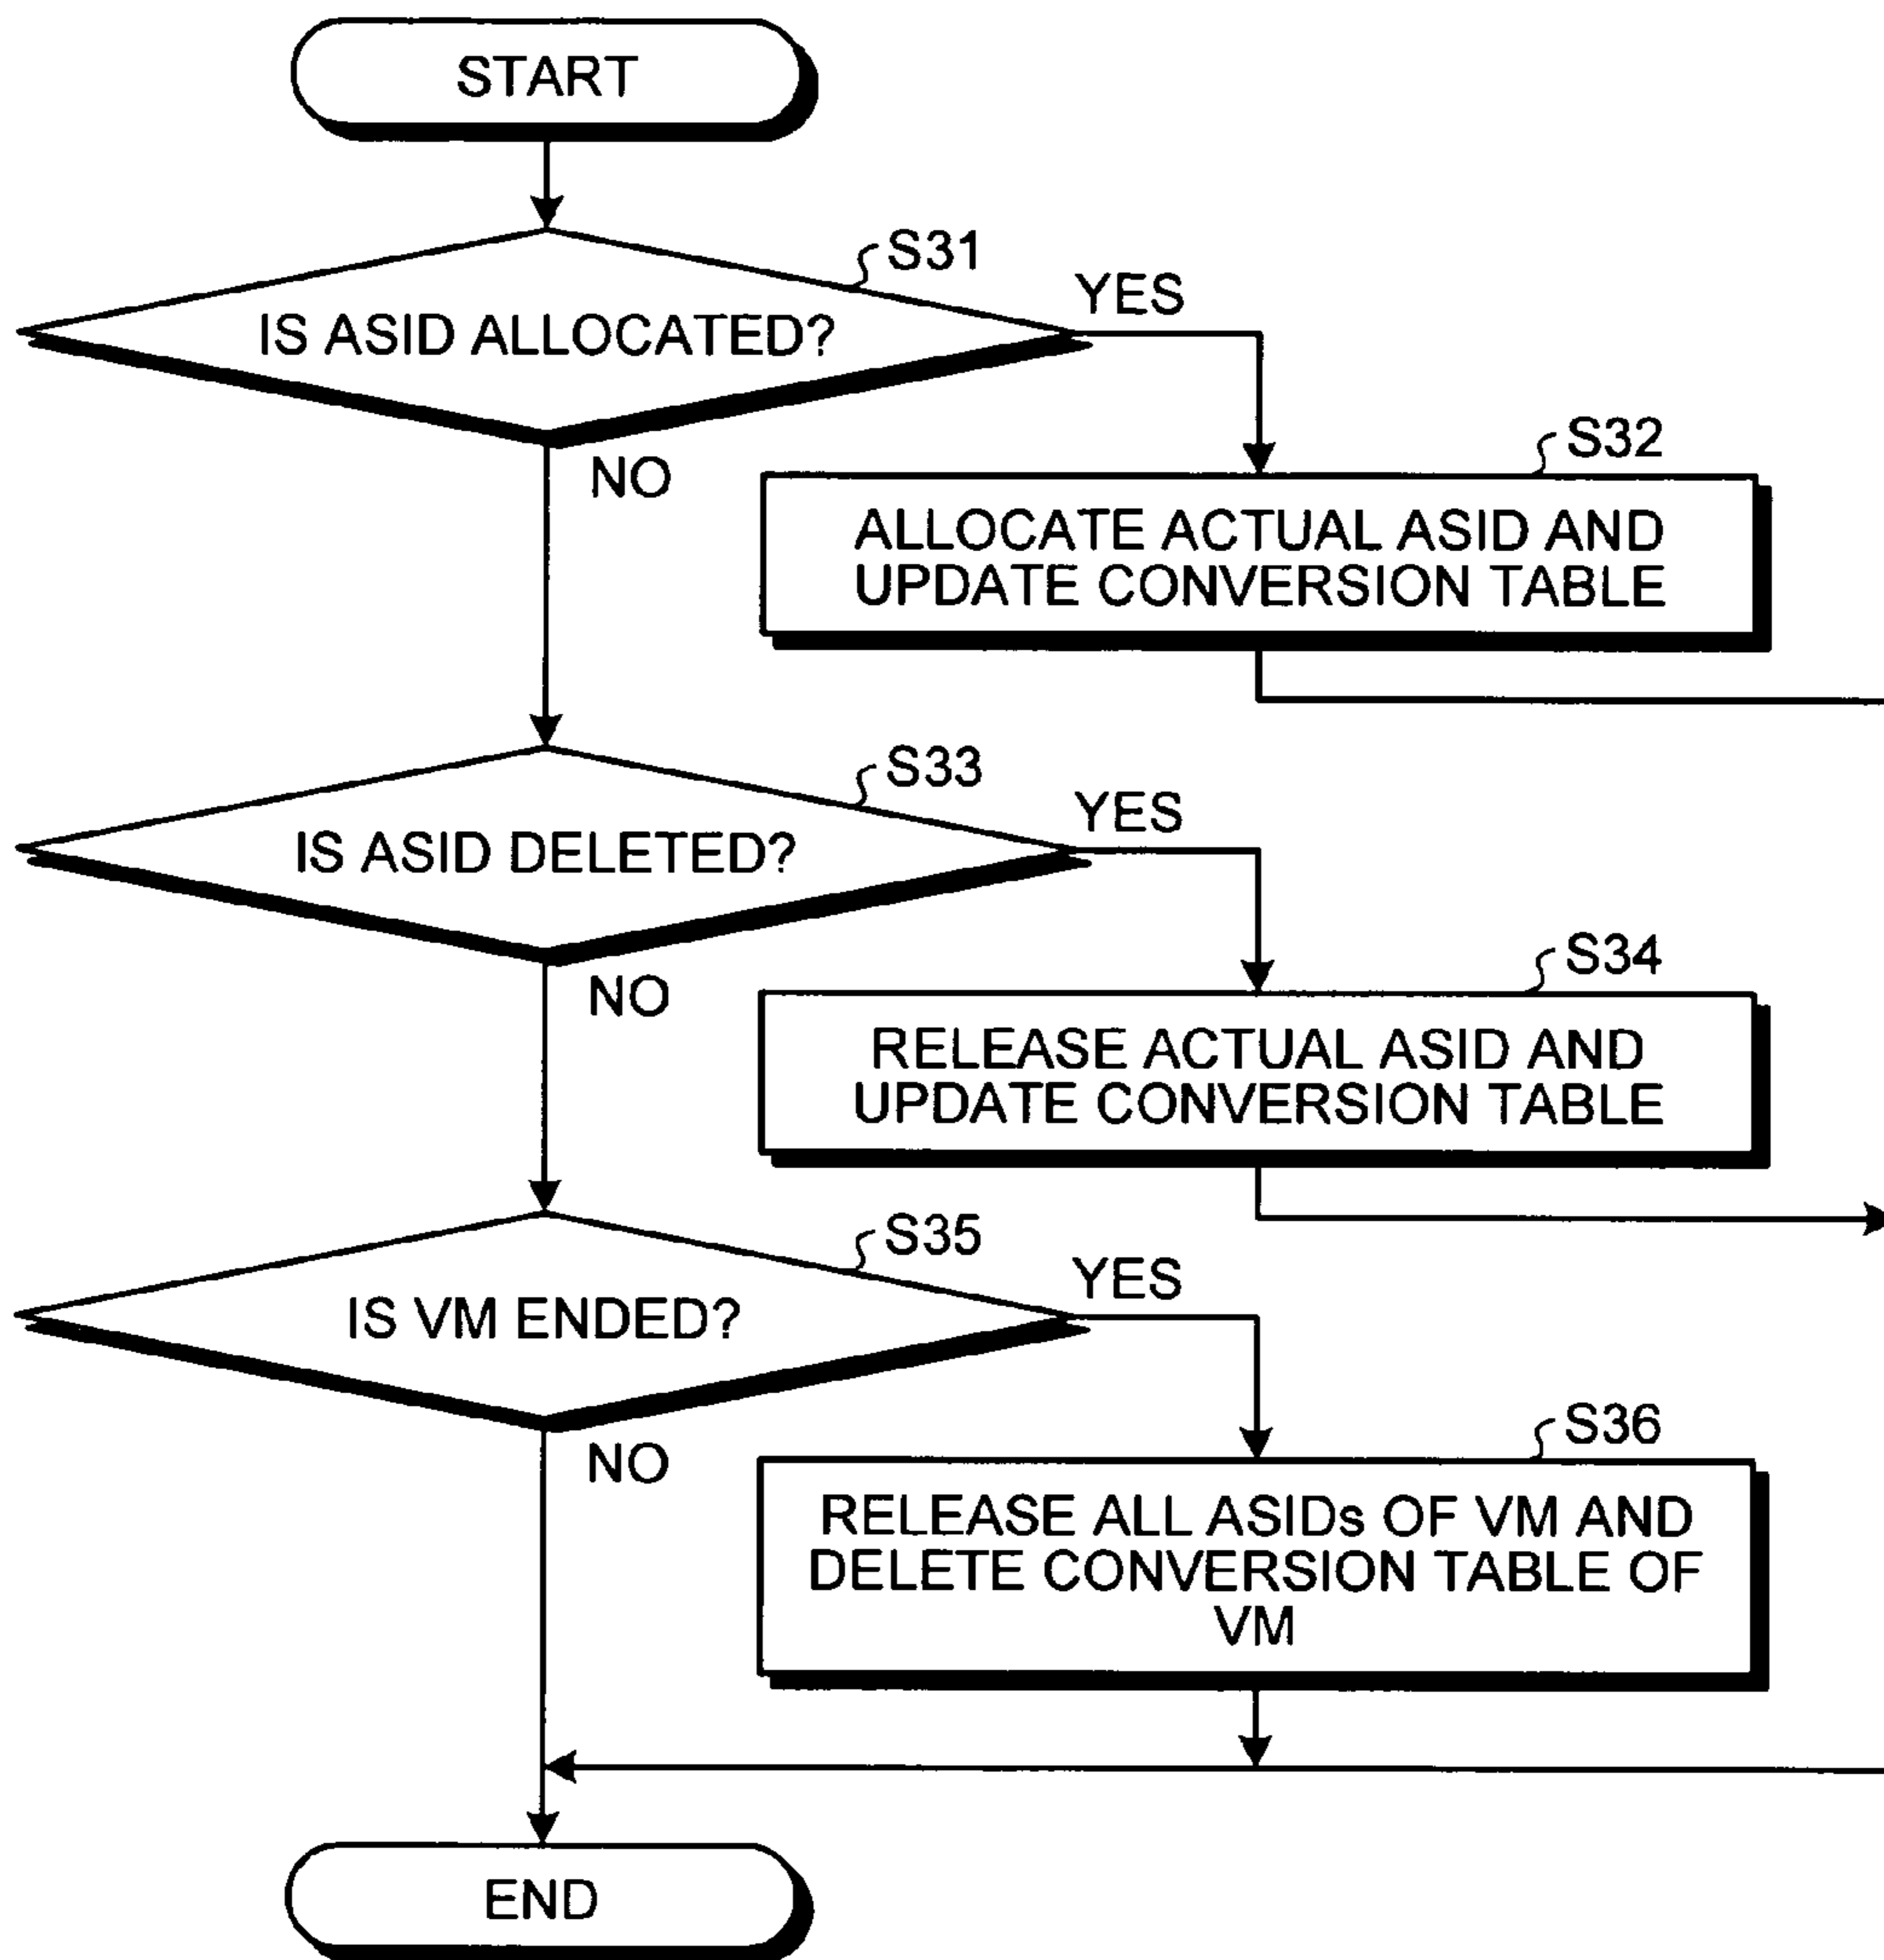 START
S31
IS ASID ALLOCATED?
YES
NO
S32
ALLOCATE ACTUAL ASID AND
UPDATE CONVERSION TABLE
S33
IS ASID DELETED?
YES
NO
S34
RELEASE ACTUAL ASID AND
UPDATE CONVERSION TABLE
S35
IS VM ENDED?
YES
NO
S36
RELEASE ALL ASIDs OF VM AND
DELETE CONVERSION TABLE OF
VM
END